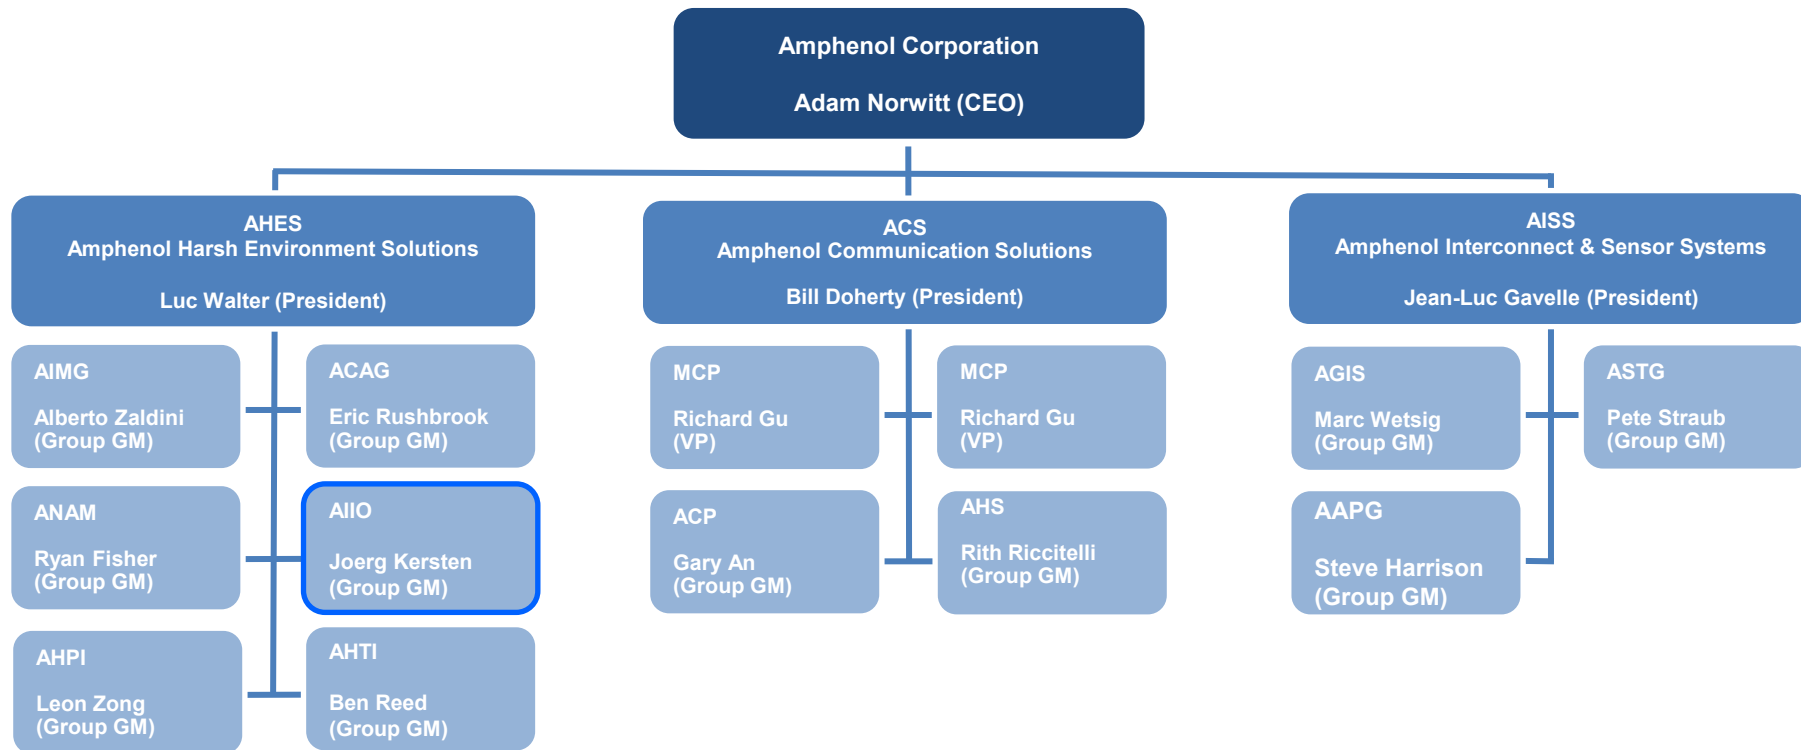 Amphenol Corporation
Adam Norwitt (CEO)
AHES
Amphenol Harsh Environment Solutions
Luc Walter (President)
ACS
Amphenol Communication Solutions
Bill Doherty (President)
AISS
Amphenol Interconnect & Sensor Systems
Jean-Luc Gavelle (President)
AIMG
Alberto Zaldini
(Group GM)
ACAG
Eric Rushbrook
(Group GM)
ANAM
Ryan Fisher
(Group GM)
AIIO
Joerg Kersten
(Group GM)
AHPI
Leon Zong
(Group GM)
AHTI
Ben Reed
(Group GM)
MCP
Richard Gu
(VP)
MCP
Richard Gu
(VP)
ACP
Gary An
(Group GM)
AHS
Rith Riccitelli
(Group GM)
AGIS
Marc Wetsig
(Group GM)
ASTG
Pete Straub
(Group GM)
AAPG
Steve Harrison
(Group GM)